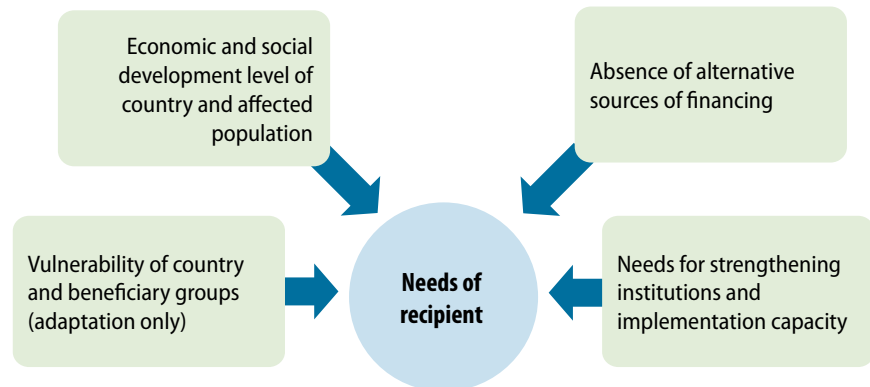 Economic and social
development level of
country and affected
population
Absence of alternative
sources of financing
Vulnerability of country
and beneficiary groups
(adaptation only)
Needs of
recipient
Needs for strengthening
institutions and
implementation capacity